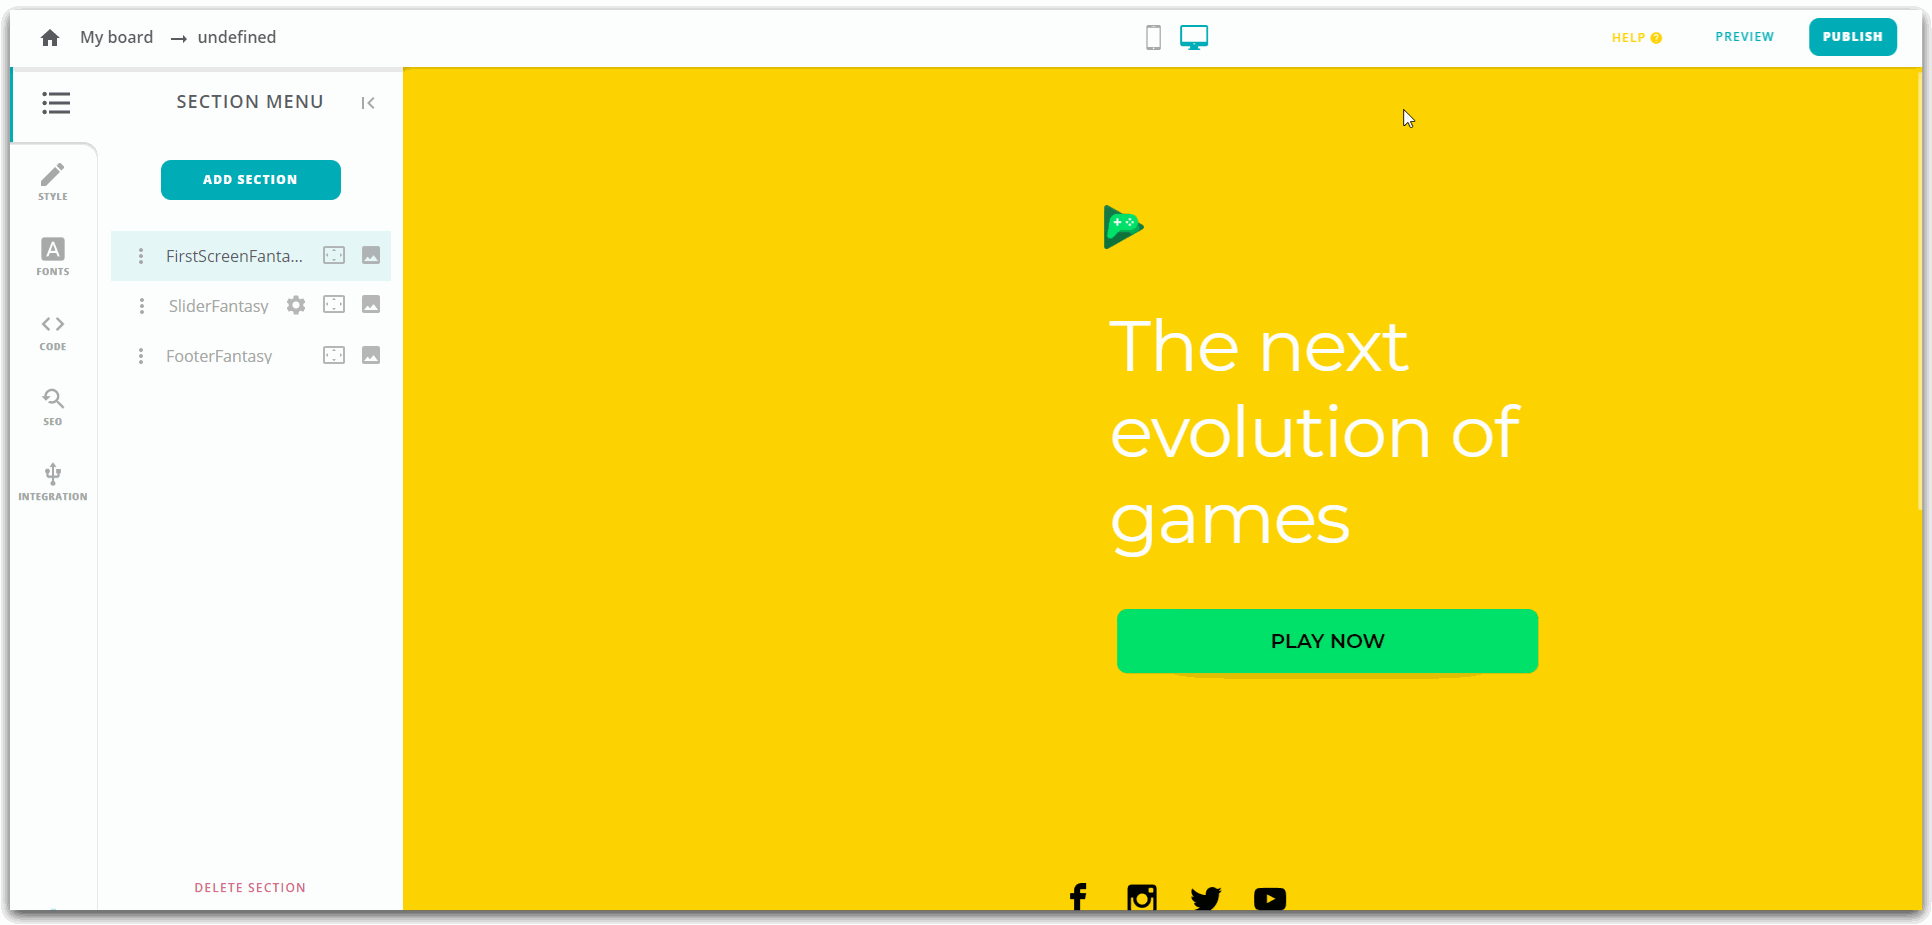 My board → undefined
HELP ?
PREVIEW
PUBLISH
SECTION MENU
ADD SECTION
STYLE
FONTS
CODE
SEO
INTEGRATION
FirstScreenFanta...
SliderFantasy
FooterFantasy
DELETE SECTION
The next
evolution of
games
PLAY NOW